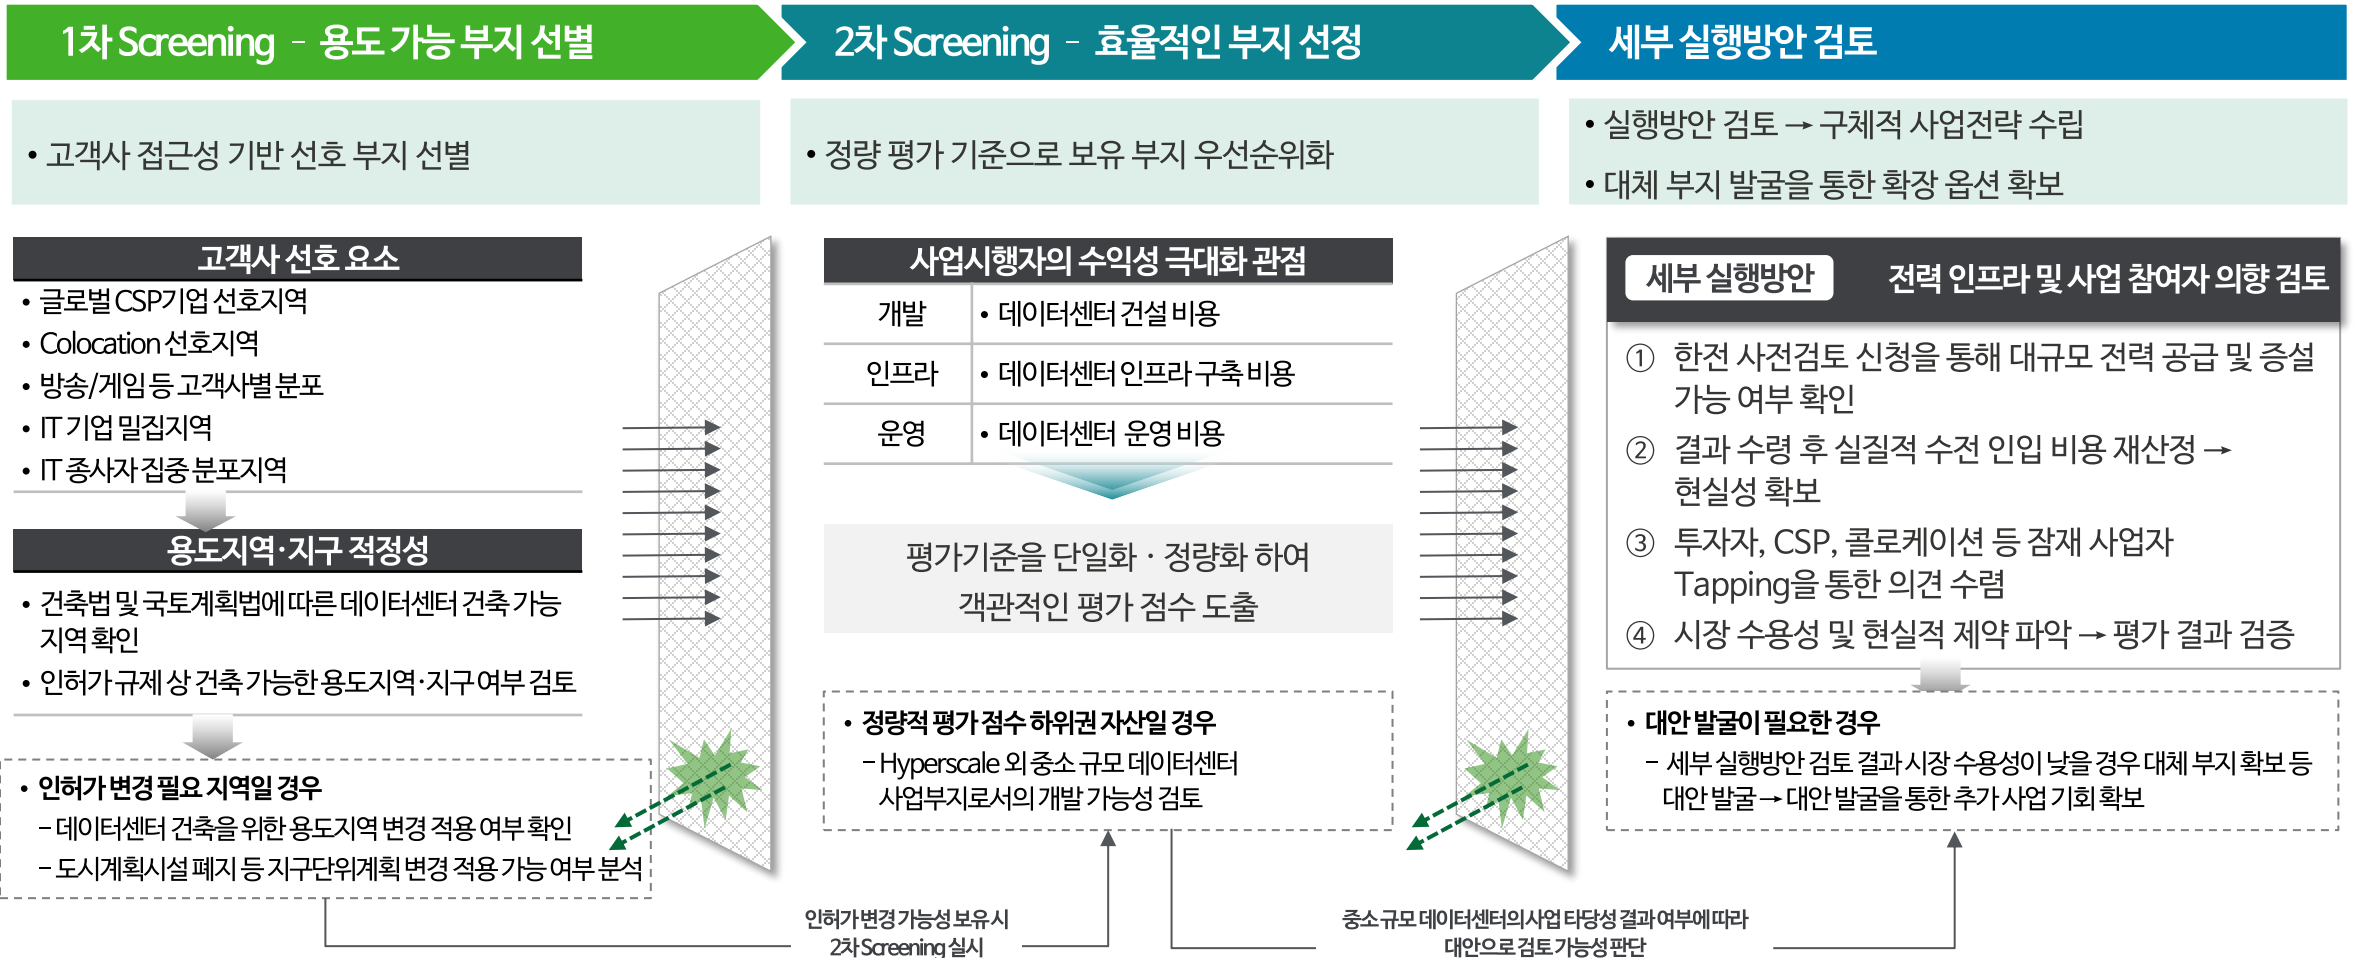 1차 Screening - 용도 가능 부지 선별
2차 Screening - 효율적인 부지 선정
세부 실행방안 검토
• 고객사 접근성 기반 선호 부지 선별
• 정량 평가 기준으로 보유 부지 우선순위화
• 실행방안 검토 → 구체적 사업전략 수립
• 대체 부지 발굴을 통한 확장 옵션 확보
고객사 선호 요소
• 글로벌 CSP기업 선호지역
• Colocation 선호지역
• 방송/게임 등 고객사별 분포
• IT 기업 밀집지역
• IT 종사자 집중 분포지역
용도지역·지구 적정성
• 건축법 및 국토계획법에 따른 데이터센터 건축 가능
지역 확인
• 인허가 규제 상 건축 가능한 용도지역·지구 여부 검토
• 인허가 변경 필요 지역일 경우
– 데이터센터 건축을 위한 용도지역 변경 적용 여부 확인
– 도시계획시설 폐지 등 지구단위계획 변경 적용 가능 여부 분석
사업시행자의 수익성 극대화 관점
개발 • 데이터센터 건설 비용
인프라 • 데이터센터 인프라 구축 비용
운영 • 데이터센터 운영 비용
평가기준을 단일화 · 정량화 하여
객관적인 평가 점수 도출
• 정량적 평가 점수 하위권 자산일 경우
– Hyperscale 외 중소 규모 데이터센터
사업부지로서의 개발 가능성 검토
세부 실행방안 전력 인프라 및 사업 참여자 의향 검토
① 한전 사전검토 신청을 통해 대규모 전력 공급 및 증설
가능 여부 확인
② 결과 수령 후 실질적 수전 인입 비용 재산정 →
현실성 확보
③ 투자자, CSP, 콜로케이션 등 잠재 사업자
Tapping을 통한 의견 수렴
④ 시장 수용성 및 현실적 제약 파악 → 평가 결과 검증
• 대안 발굴이 필요한 경우
– 세부 실행방안 검토 결과 시장 수용성이 낮을 경우 대체 부지 확보 등
대안 발굴 → 대안 발굴을 통한 추가 사업 기회 확보
인허가 변경 가능성 보유 시
2차 Screening 실시
중소 규모 데이터센터의 사업 타당성 결과 여부에 따라
대안으로 검토 가능성 판단